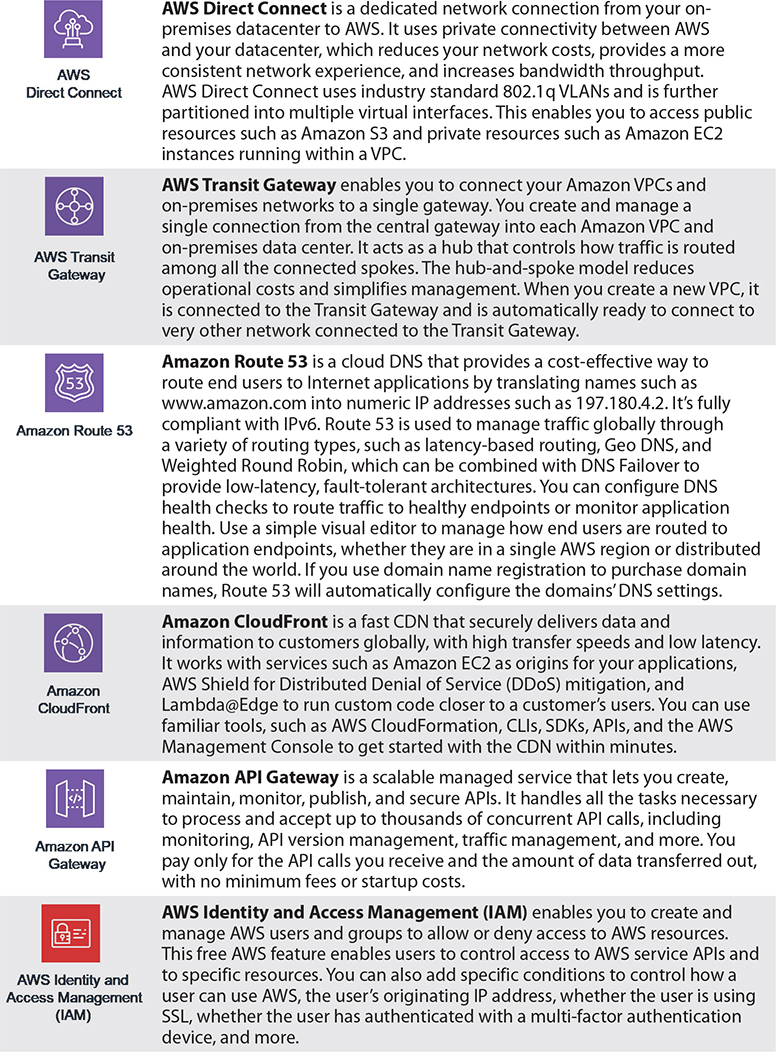 AWS
Direct Connect
AWS Direct Connect is a dedicated network connection from your on-
premises datacenter to AWS. It uses private connectivity between AWS
and your datacenter, which reduces your network costs, provides a more
consistent network experience, and increases bandwidth throughput.
AWS Direct Connect uses industry standard 802.1q VLANs and is further
partitioned into multiple virtual interfaces. This enables you to access public
resources such as Amazon S3 and private resources such as Amazon EC2
instances running within a VPC.
AWS Transit
Gateway
AWS Transit Gateway enables you to connect your Amazon VPCs and
on-premises networks to a single gateway. You create and manage a
single connection from the central gateway into each Amazon VPC and
on-premises data center. It acts as a hub that controls how traffic is routed
among all the connected spokes. The hub-and-spoke model reduces
operational costs and simplifies management. When you create a new VPC, it
is connected to the Transit Gateway and is automatically ready to connect to
very other network connected to the Transit Gateway.
53
Amazon Route 53
Amazon Route 53 is a cloud DNS that provides a cost-effective way to
route end users to Internet applications by translating names such as
www.amazon.com into numeric IP addresses such as 197.180.4.2. It's fully
compliant with IPv6. Route 53 is used to manage traffic globally through
a variety of routing types, such as latency-based routing, Geo DNS, and
Weighted Round Robin, which can be combined with DNS Failover to
provide low-latency, fault-tolerant architectures. You can configure DNS
health checks to route traffic to healthy endpoints or monitor application
health. Use a simple visual editor to manage how end users are routed to
application endpoints, whether they are in a single AWS region or distributed
around the world. If you use domain name registration to purchase domain
names, Route 53 will automatically configure the domains' DNS settings.
Amazon
CloudFront
Amazon CloudFront is a fast CDN that securely delivers data and
information to customers globally, with high transfer speeds and low latency.
It works with services such as Amazon EC2 as origins for your applications,
AWS Shield for Distributed Denial of Service (DDoS) mitigation, and
Lambda@Edge to run custom code closer to a customer's users. You can use
familiar tools, such as AWS CloudFormation, CLIs, SDKs, APIs, and the AWS
Management Console to get started with the CDN within minutes.
</>
Amazon API
Gateway
Amazon API Gateway is a scalable managed service that lets you create,
maintain, monitor, publish, and secure APIs. It handles all the tasks necessary
to process and accept up to thousands of concurrent API calls, including
monitoring, API version management, traffic management, and more. You
pay only for the API calls you receive and the amount of data transferred out,
with no minimum fees or startup costs.
AWS Identity and
Access Management
(IAM)
AWS Identity and Access Management (IAM) enables you to create and
manage AWS users and groups to allow or deny access to AWS resources.
This free AWS feature enables users to control access to AWS service APIs and
to specific resources. You can also add specific conditions to control how a
user can use AWS, the user's originating IP address, whether the user is using
SSL, whether the user has authenticated with a multi-factor authentication
device, and more.